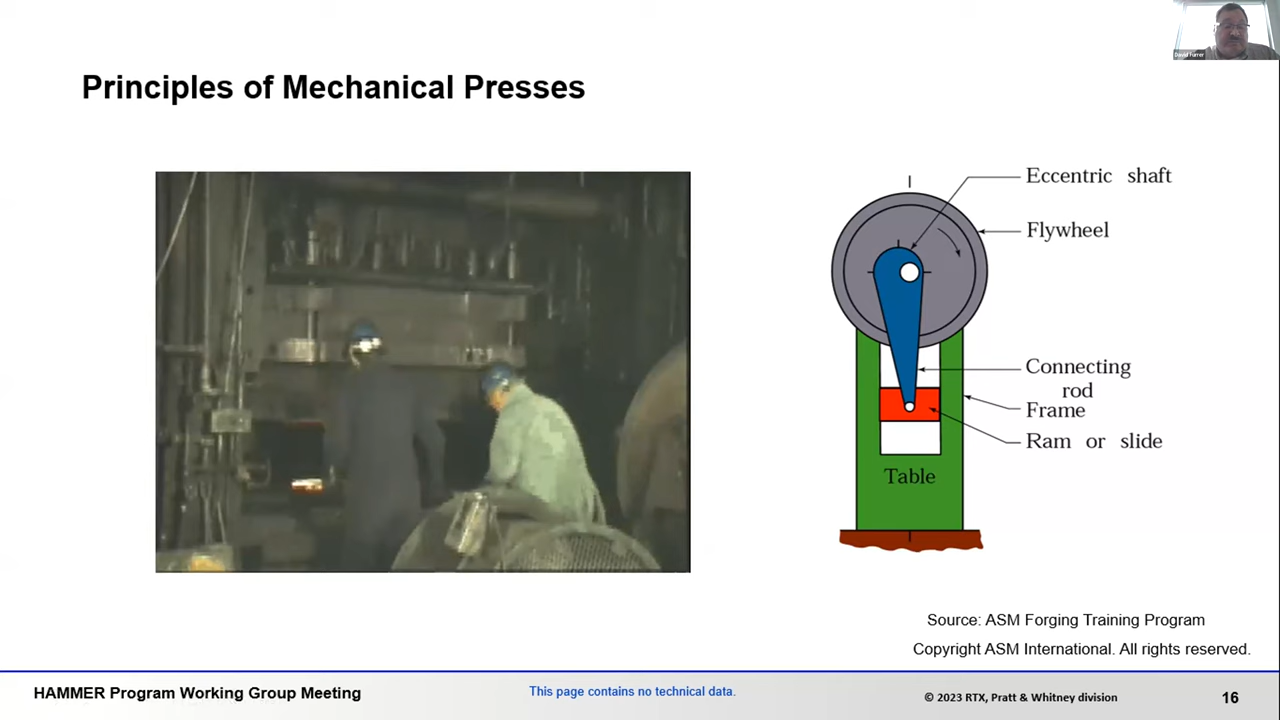 David Furrer
Principles of Mechanical Presses
Eccentric shaft
Flywheel
Connecting
rod
Frame
Ram or slide
Table
Source: ASM Forging Training Program
Copyright ASM International. All rights reserved.
HAMMER Program Working Group Meeting
This page contains no technical data.
© 2023 RTX, Pratt & Whitney division
16